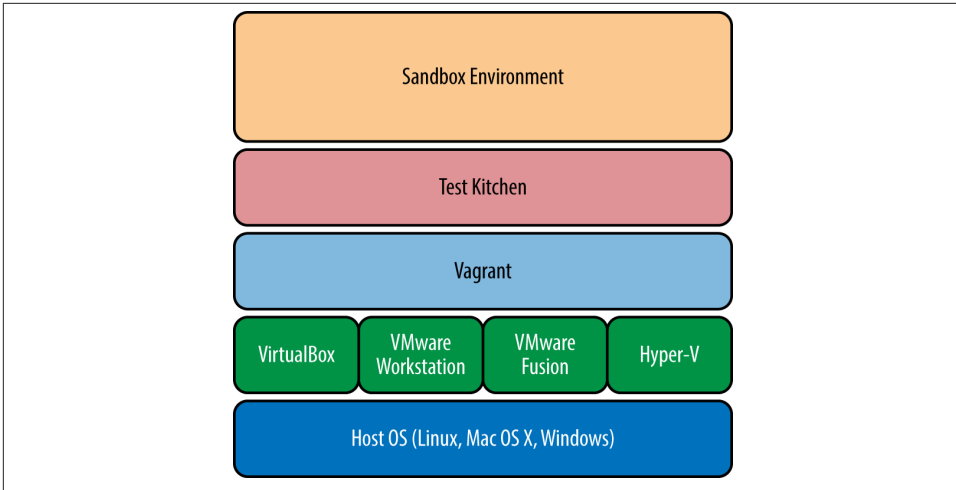 Sandbox Environment
Test Kitchen
Vagrant
VirtualBox
VMware
Workstation
VMware
Fusion
Hyper-V
Host OS (Linux, Mac OS X, Windows)